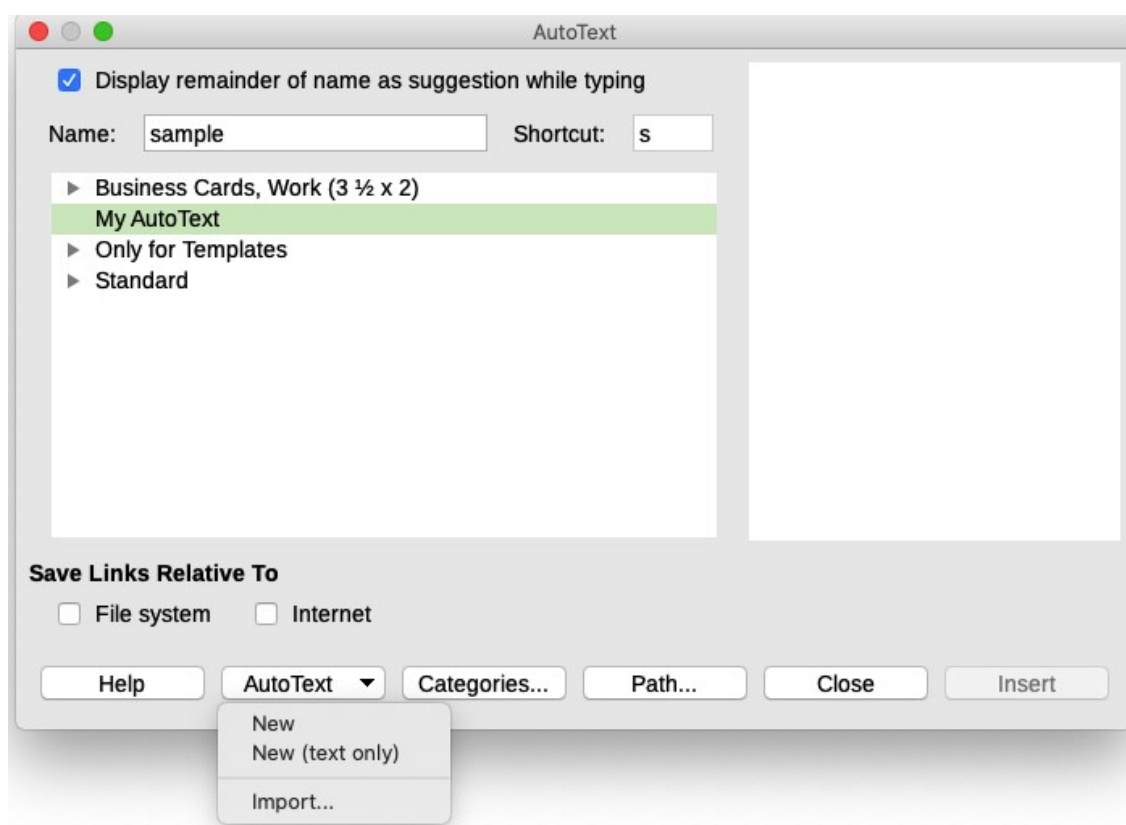 AutoText
Display remainder of name as suggestion while typing
Name: sample Shortcut: s
Business Cards, Work (3 ½ x 2)
My AutoText
Only for Templates
Standard
Save Links Relative To
File system Internet
Help AutoText Categories... Path... Close Insert
New
New (text only)
Import...